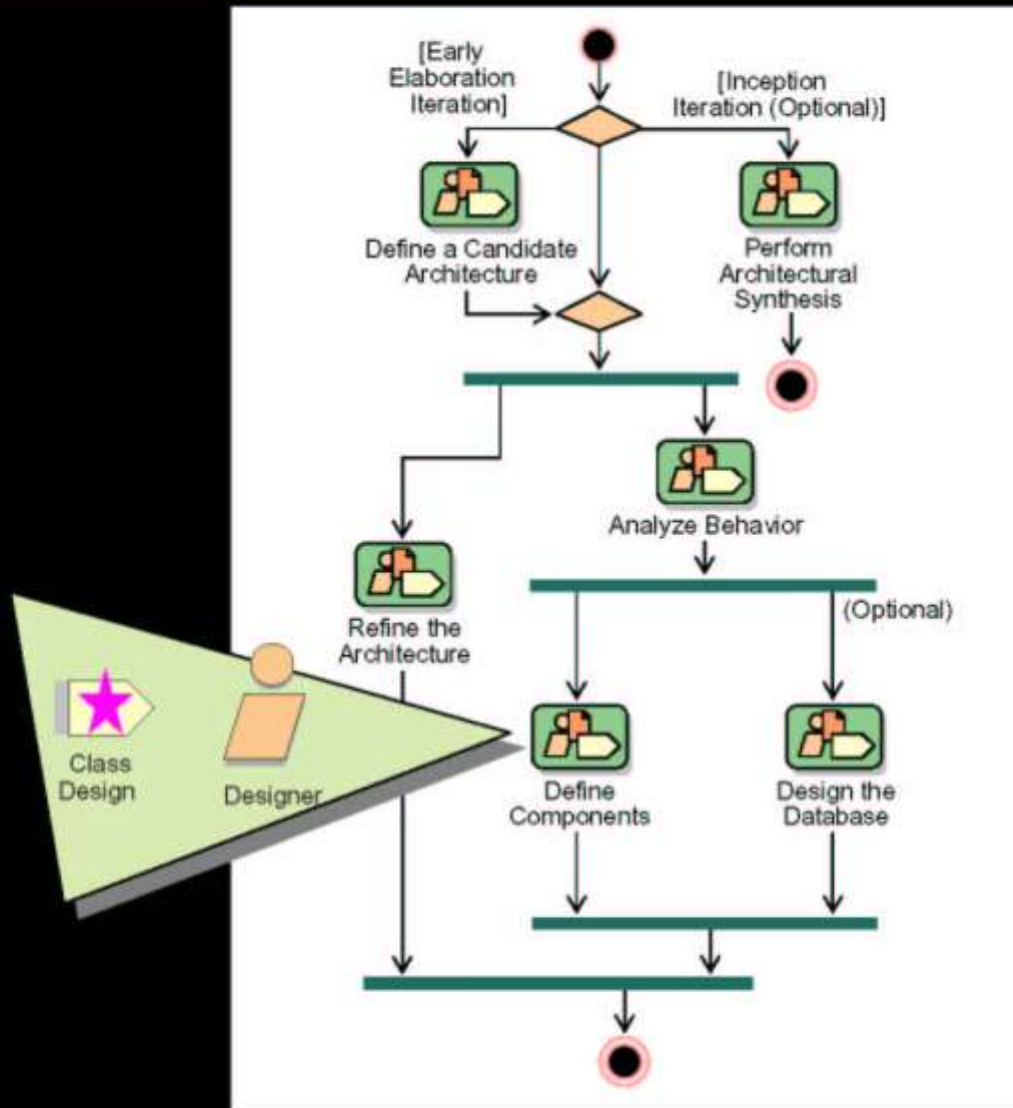 [Early
Elaboration
Iteration]
[Inception
Iteration (Optional)]
Define a Candidate
Architecture
Perform
Architectural
Synthesis
Analyze Behavior
(Optional)
Refine the
Architecture
Class
Design
Designer
Define
Components
Design the
Database